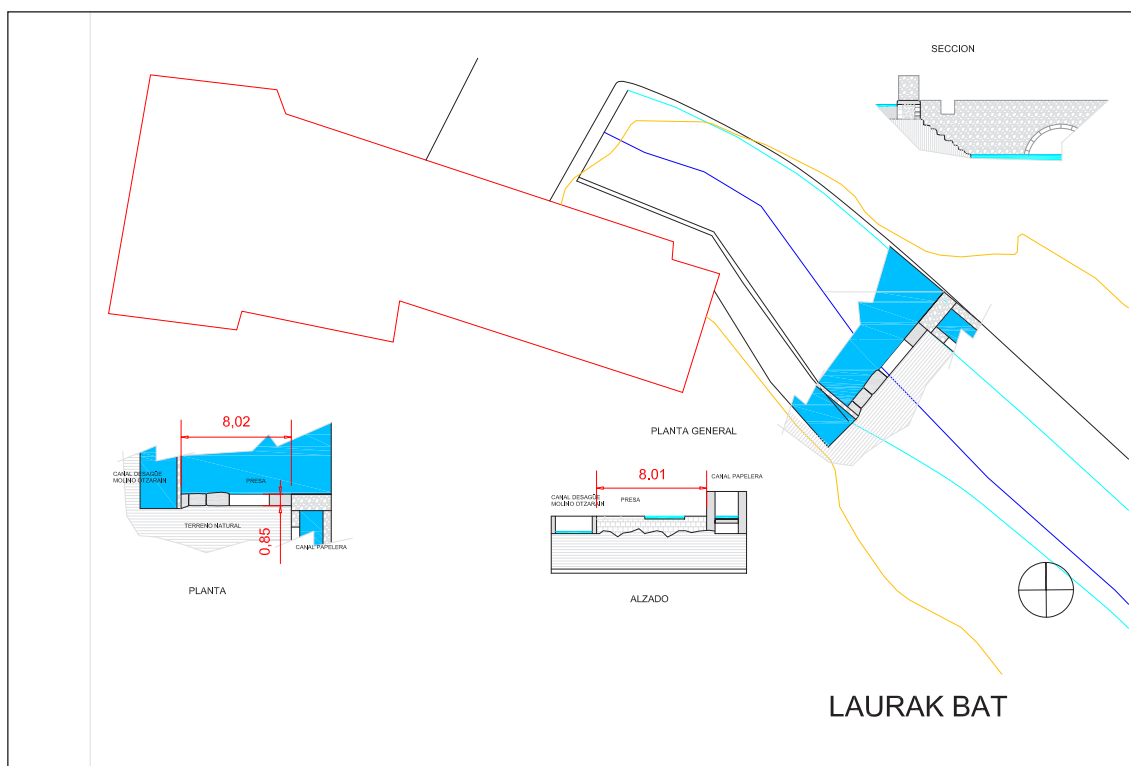 SECCION
PLANTA GENERAL
8,02
CANAL DESAGÜE
MOLINO OTZARAIN
PRESA
TERRENO NATURAL
0,85
CANAL PAPELERA
PLANTA
8.01
CANAL PAPELERA
CANAL DESAGÜE
MOLINO OTZARAIN
PRESA
ALZADO
LAURAK BAT